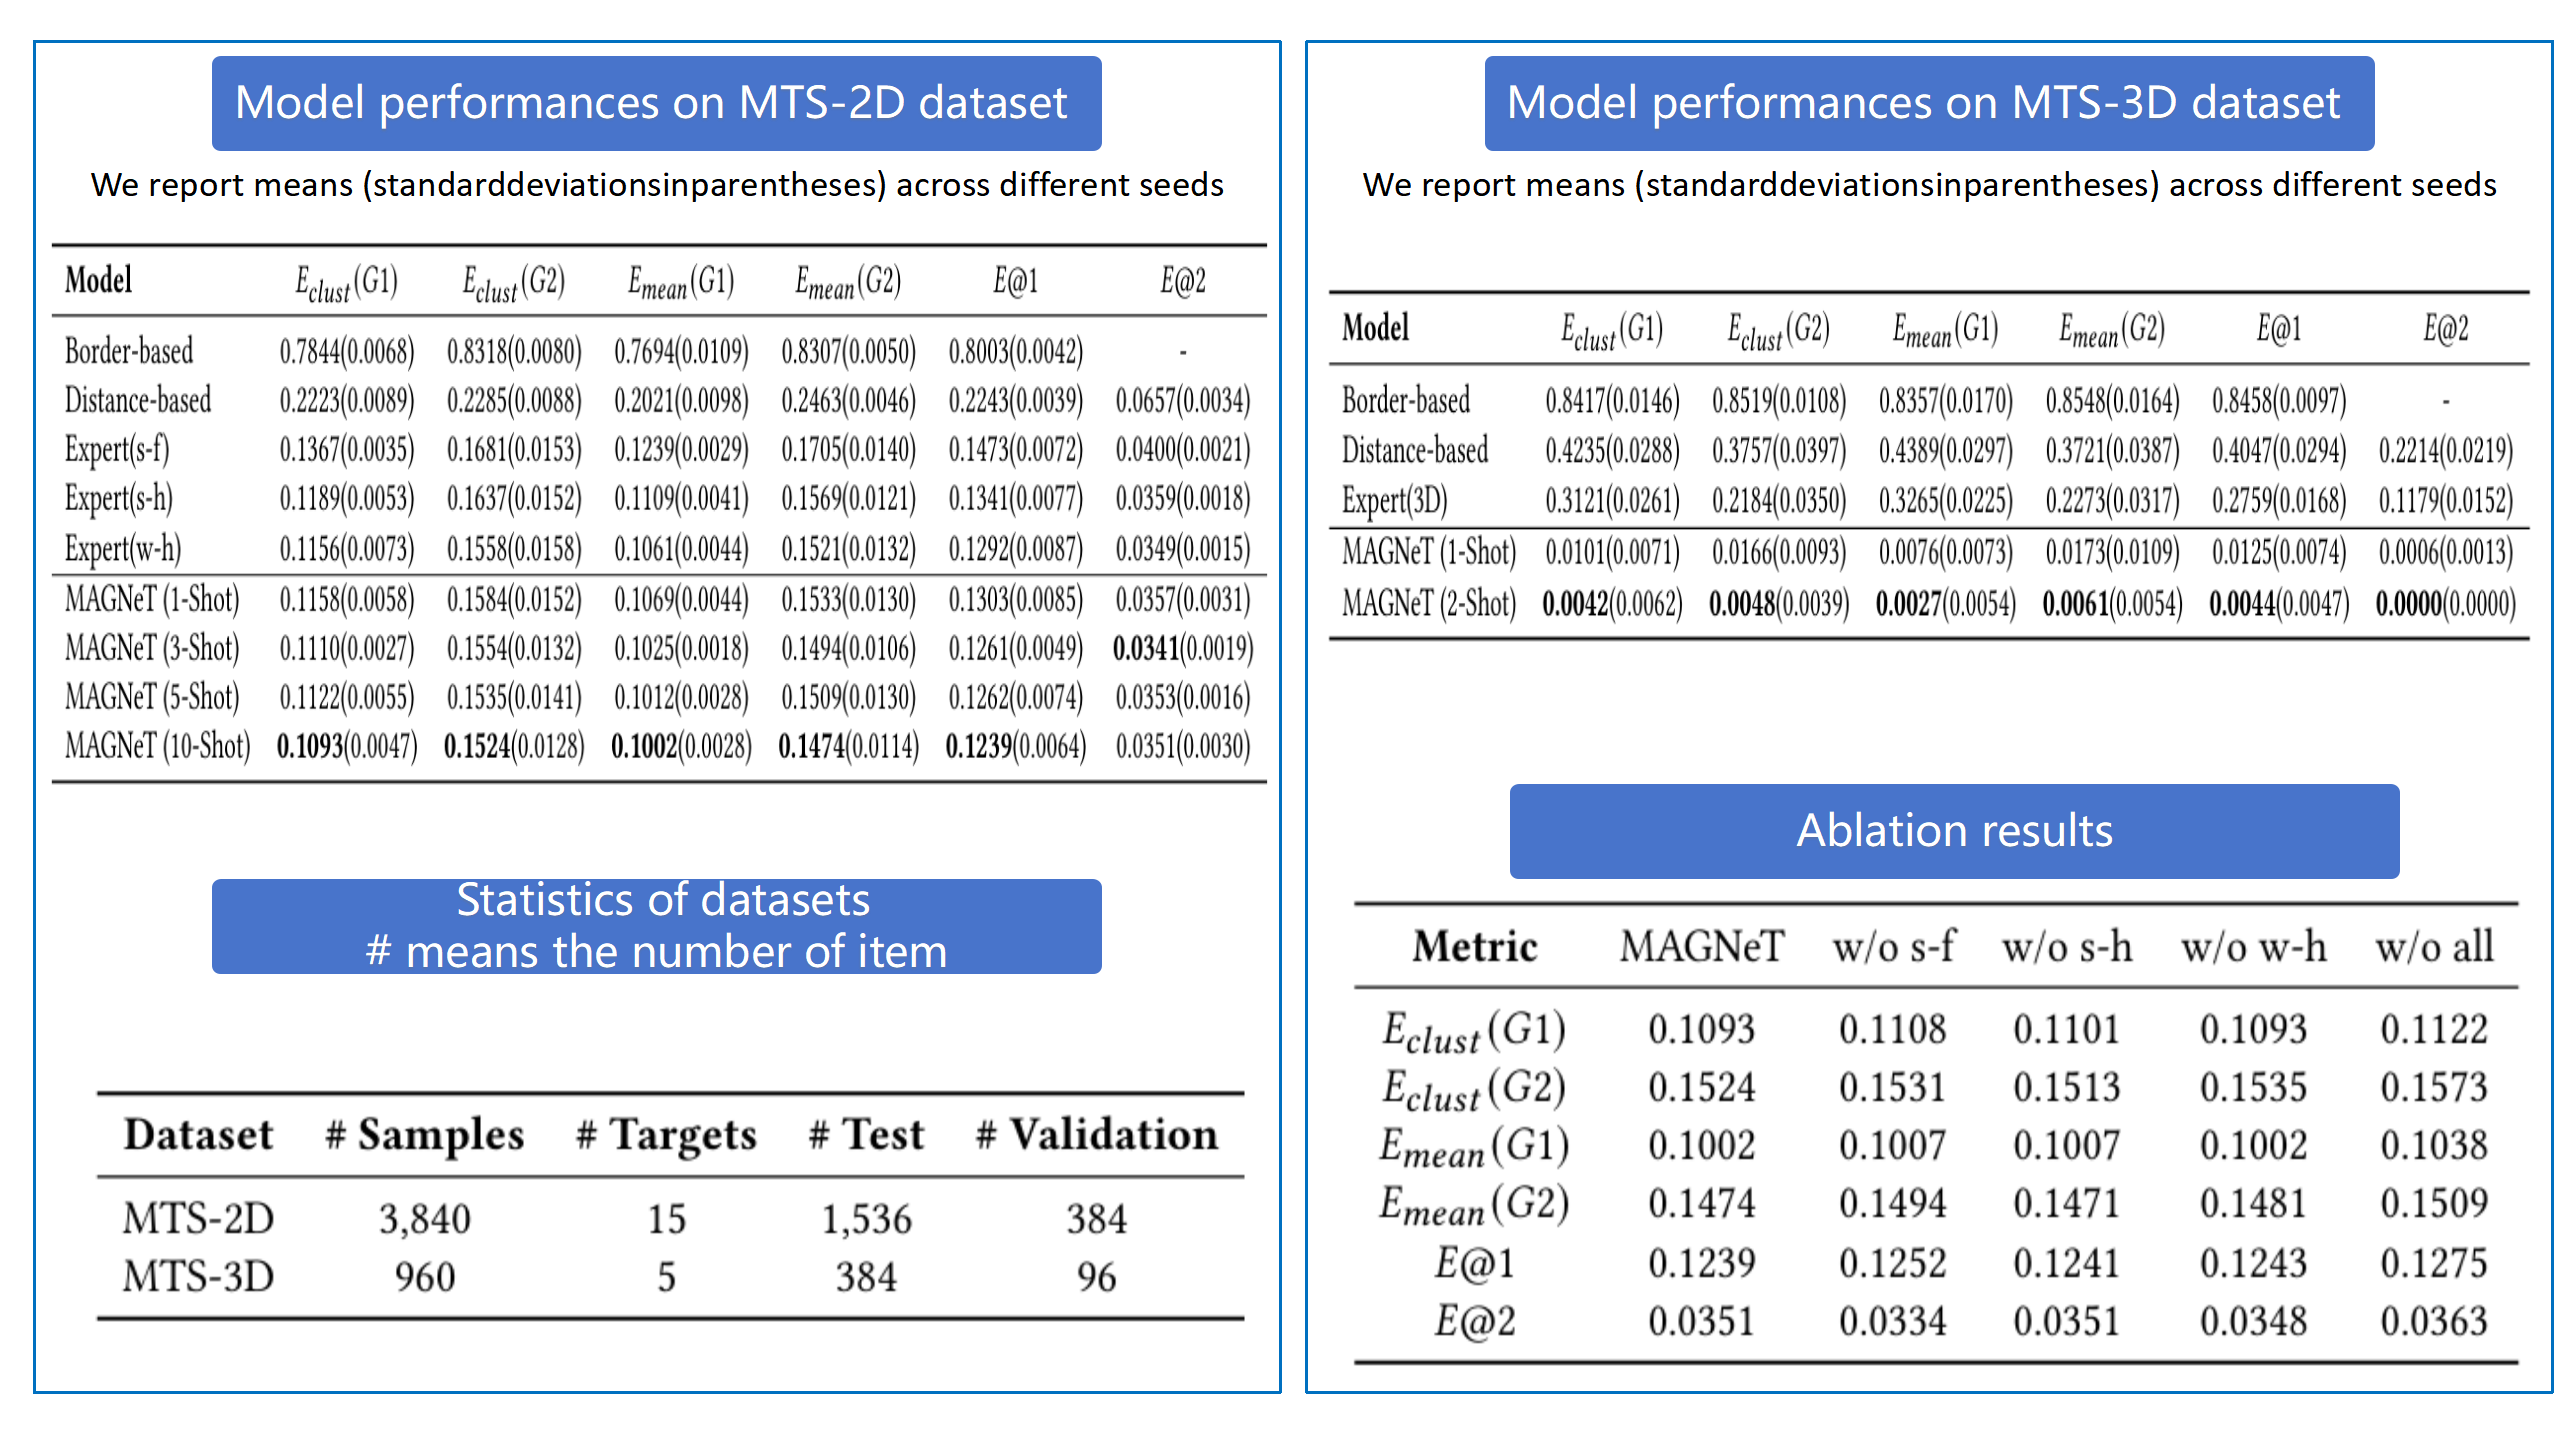 Model performances on MTS-2D dataset
We report means (standarddeviationsinparentheses) across different seeds
Model E_clust(G1) E_clust(G2) E_mean(G1) E_mean(G2) E@1 E@2
Border-based 0.7844(0.0068) 0.8318(0.0080) 0.7694(0.0109) 0.8307(0.0050) 0.8003(0.0042) -
Distance-based 0.2223(0.0089) 0.2285(0.0088) 0.2021(0.0098) 0.2463(0.0046) 0.2243(0.0039) 0.0657(0.0034)
Expert(s-f) 0.1367(0.0035) 0.1681(0.0153) 0.1239(0.0029) 0.1705(0.0140) 0.1473(0.0072) 0.0400(0.0021)
Expert(s-h) 0.1189(0.0053) 0.1637(0.0152) 0.1109(0.0041) 0.1569(0.0121) 0.1341(0.0077) 0.0359(0.0018)
Expert(w-h) 0.1156(0.0073) 0.1558(0.0158) 0.1061(0.0044) 0.1521(0.0132) 0.1292(0.0087) 0.0349(0.0015)
MAGNeT (1-Shot) 0.1158(0.0058) 0.1584(0.0152) 0.1069(0.0044) 0.1533(0.0130) 0.1303(0.0085) 0.0357(0.0031)
MAGNeT (3-Shot) 0.1110(0.0027) 0.1554(0.0132) 0.1025(0.0018) 0.1494(0.0106) 0.1261(0.0049) 0.0341(0.0019)
MAGNeT (5-Shot) 0.1122(0.0055) 0.1535(0.0141) 0.1012(0.0028) 0.1509(0.0130) 0.1262(0.0074) 0.0353(0.0016)
MAGNeT (10-Shot) 0.1093(0.0047) 0.1524(0.0128) 0.1002(0.0028) 0.1474(0.0114) 0.1239(0.0064) 0.0351(0.0030)
Statistics of datasets
# means the number of item
Dataset # Samples # Targets # Test # Validation
MTS-2D 3,840 15 1,536 384
MTS-3D 960 5 384 96
Model performances on MTS-3D dataset
We report means (standarddeviationsinparentheses) across different seeds
Model E_clust(G1) E_clust(G2) E_mean(G1) E_mean(G2) E@1 E@2
Border-based 0.8417(0.0146) 0.8519(0.0108) 0.8357(0.0170) 0.8548(0.0164) 0.8458(0.0097) -
Distance-based 0.4235(0.0288) 0.3757(0.0397) 0.4389(0.0297) 0.3721(0.0387) 0.4047(0.0294) 0.2214(0.0219)
Expert(3D) 0.3121(0.0261) 0.2184(0.0350) 0.3265(0.0225) 0.2273(0.0317) 0.2759(0.0168) 0.1179(0.0152)
MAGNeT (1-Shot) 0.0101(0.0071) 0.0166(0.0093) 0.0076(0.0073) 0.0173(0.0109) 0.0125(0.0074) 0.0006(0.0013)
MAGNeT (2-Shot) 0.0042(0.0062) 0.0048(0.0039) 0.0027(0.0054) 0.0061(0.0054) 0.0044(0.0047) 0.0000(0.0000)
Ablation results
Metric MAGNeT w/o s-f w/o s-h w/o w-h w/o all
E_clust(G1) 0.1093 0.1108 0.1101 0.1093 0.1122
E_clust(G2) 0.1524 0.1531 0.1513 0.1535 0.1573
E_mean(G1) 0.1002 0.1007 0.1007 0.1002 0.1038
E_mean(G2) 0.1474 0.1494 0.1471 0.1481 0.1509
E@1 0.1239 0.1252 0.1241 0.1243 0.1275
E@2 0.0351 0.0334 0.0351 0.0348 0.0363